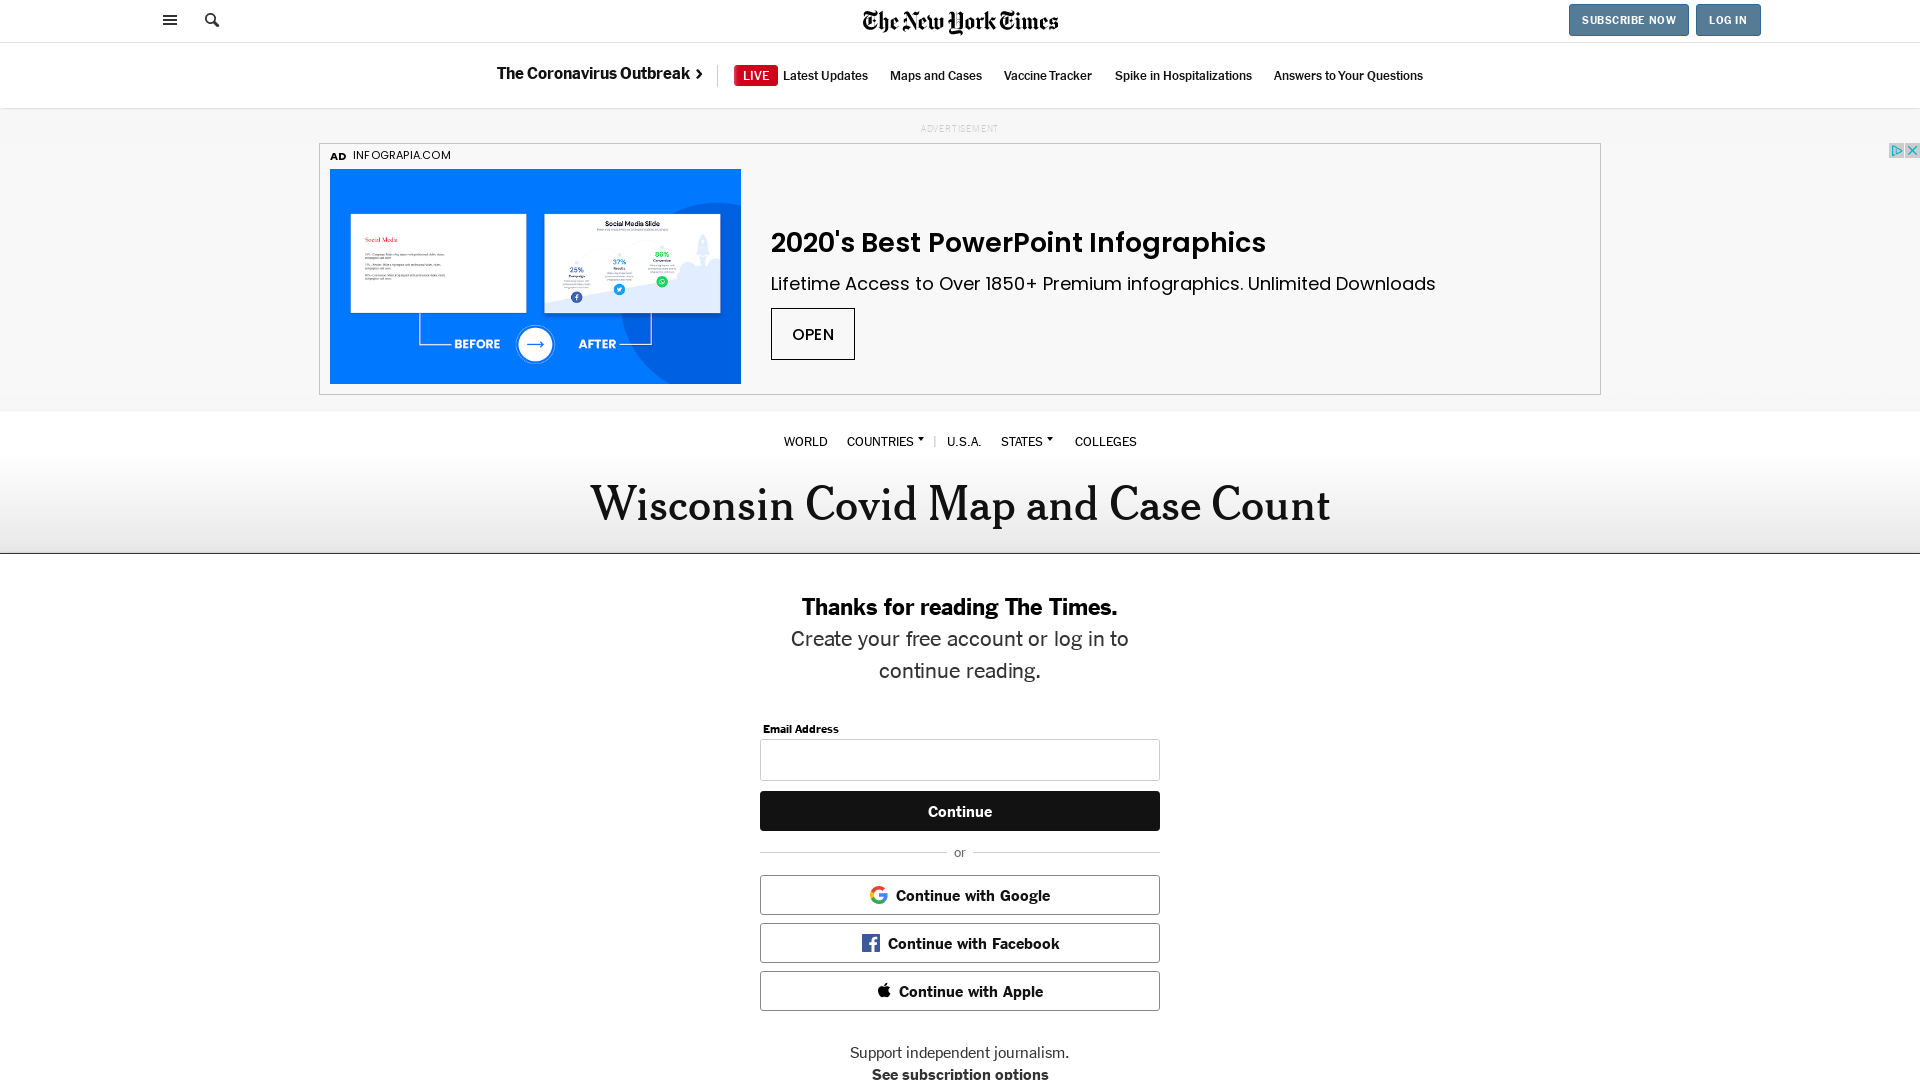 The New York Times
SUBSCRIBE NOW
LOG IN
The Coronavirus Outbreak
LIVE Latest Updates
Maps and Cases
Vaccine Tracker
Spike in Hospitalizations
Answers to Your Questions
ADVERTISEMENT
AD INFOGRAPIA.COM
Social Media
Social Media Slide
25%
37%
86%
BEFORE
AFTER
2020's Best PowerPoint Infographics
Lifetime Access to Over 1850+ Premium infographics. Unlimited Downloads
OPEN
WORLD
COUNTRIES
U.S.A.
STATES
COLLEGES
Wisconsin Covid Map and Case Count
Thanks for reading The Times.
Create your free account or log in to
continue reading.
Email Address
Continue
or
Continue with Google
Continue with Facebook
Continue with Apple
Support independent journalism.
See subscription options